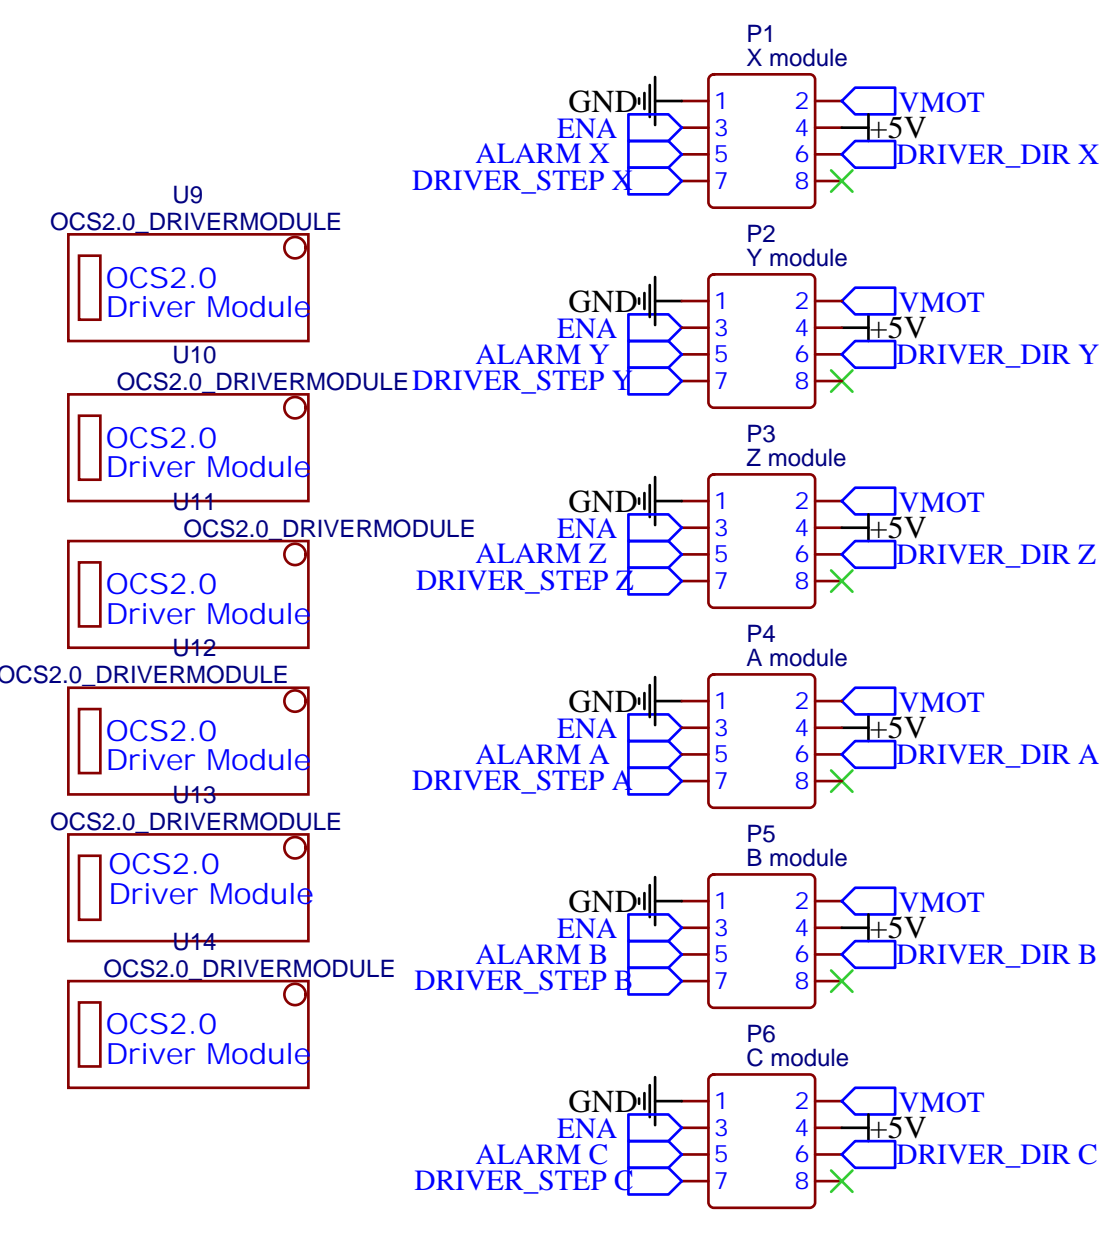 U9
OCS2.0_DRIVERMODULE
OCS2.0
Driver Module
U10
OCS2.0_DRIVERMODULE
OCS2.0
Driver Module
U11
OCS2.0_DRIVERMODULE
OCS2.0
Driver Module
U12
OCS2.0_DRIVERMODULE
OCS2.0
Driver Module
U13
OCS2.0_DRIVERMODULE
OCS2.0
Driver Module
U14
OCS2.0_DRIVERMODULE
OCS2.0
Driver Module
P1
X module
GND 1 2 VMOT
ENA 3 4 +5V
ALARM X 5 6 DRIVER_DIR X
DRIVER_STEP X 7 8
P2
Y module
GND 1 2 VMOT
ENA 3 4 +5V
ALARM Y 5 6 DRIVER_DIR Y
DRIVER_STEP Y 7 8
P3
Z module
GND 1 2 VMOT
ENA 3 4 +5V
ALARM Z 5 6 DRIVER_DIR Z
DRIVER_STEP Z 7 8
P4
A module
GND 1 2 VMOT
ENA 3 4 +5V
ALARM A 5 6 DRIVER_DIR A
DRIVER_STEP A 7 8
P5
B module
GND 1 2 VMOT
ENA 3 4 +5V
ALARM B 5 6 DRIVER_DIR B
DRIVER_STEP B 7 8
P6
C module
GND 1 2 VMOT
ENA 3 4 +5V
ALARM C 5 6 DRIVER_DIR C
DRIVER_STEP C 7 8